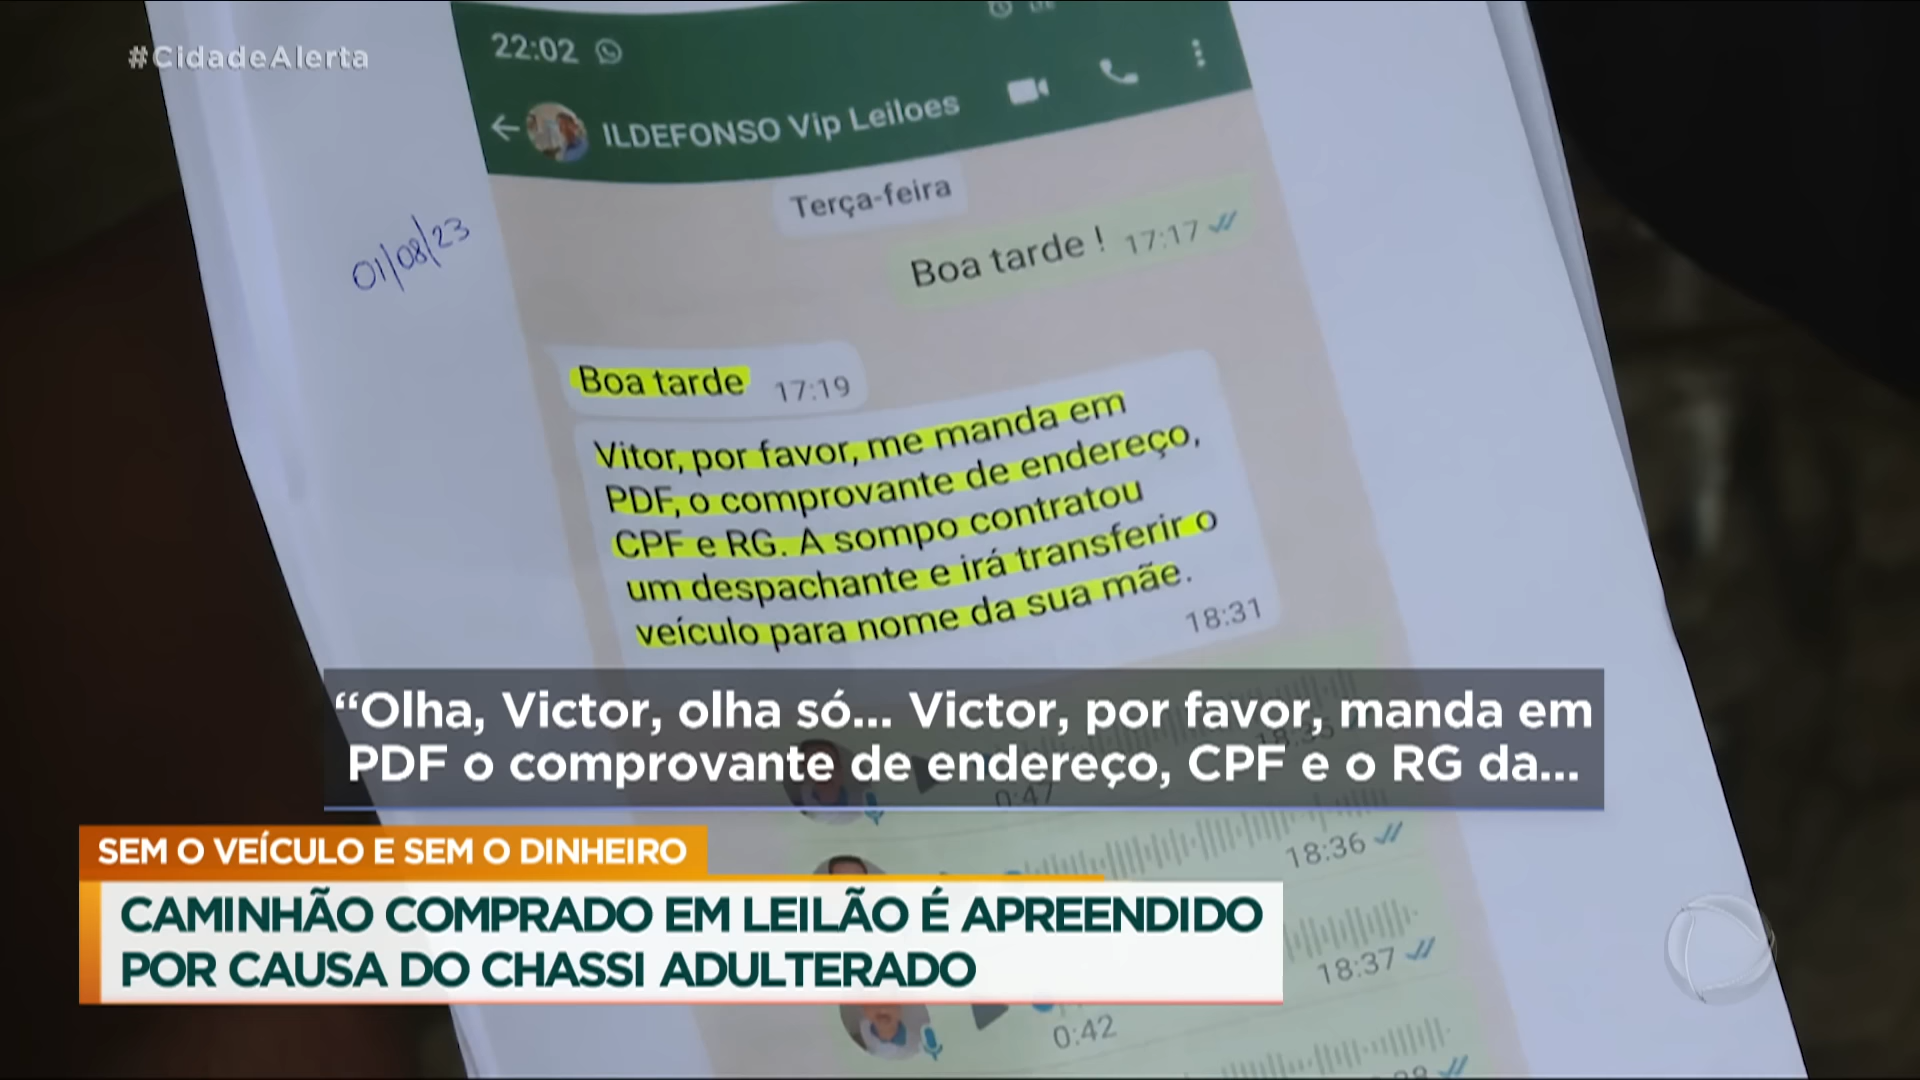 #CidadeAlerta
22:02
ILDEFONSO Vip Leiloes
Terça-feira
01/08/23
Boa tarde ! 17:17
Boa tarde 17:19
Vitor, por favor, me manda em
PDF, o comprovante de endereço,
CPF e RG. A sompo contratou
um despachante e irá transferir o
veículo para nome da sua mãe.
18:31
“Olha, Victor, olha só... Victor, por favor, manda em
PDF o comprovante de endereço, CPF e o RG da...
18:35
0:47
18:36
SEM O VEÍCULO E SEM O DINHEIRO
CAMINHÃO COMPRADO EM LEILÃO É APREENDIDO
POR CAUSA DO CHASSI ADULTERADO
18:37
0:42